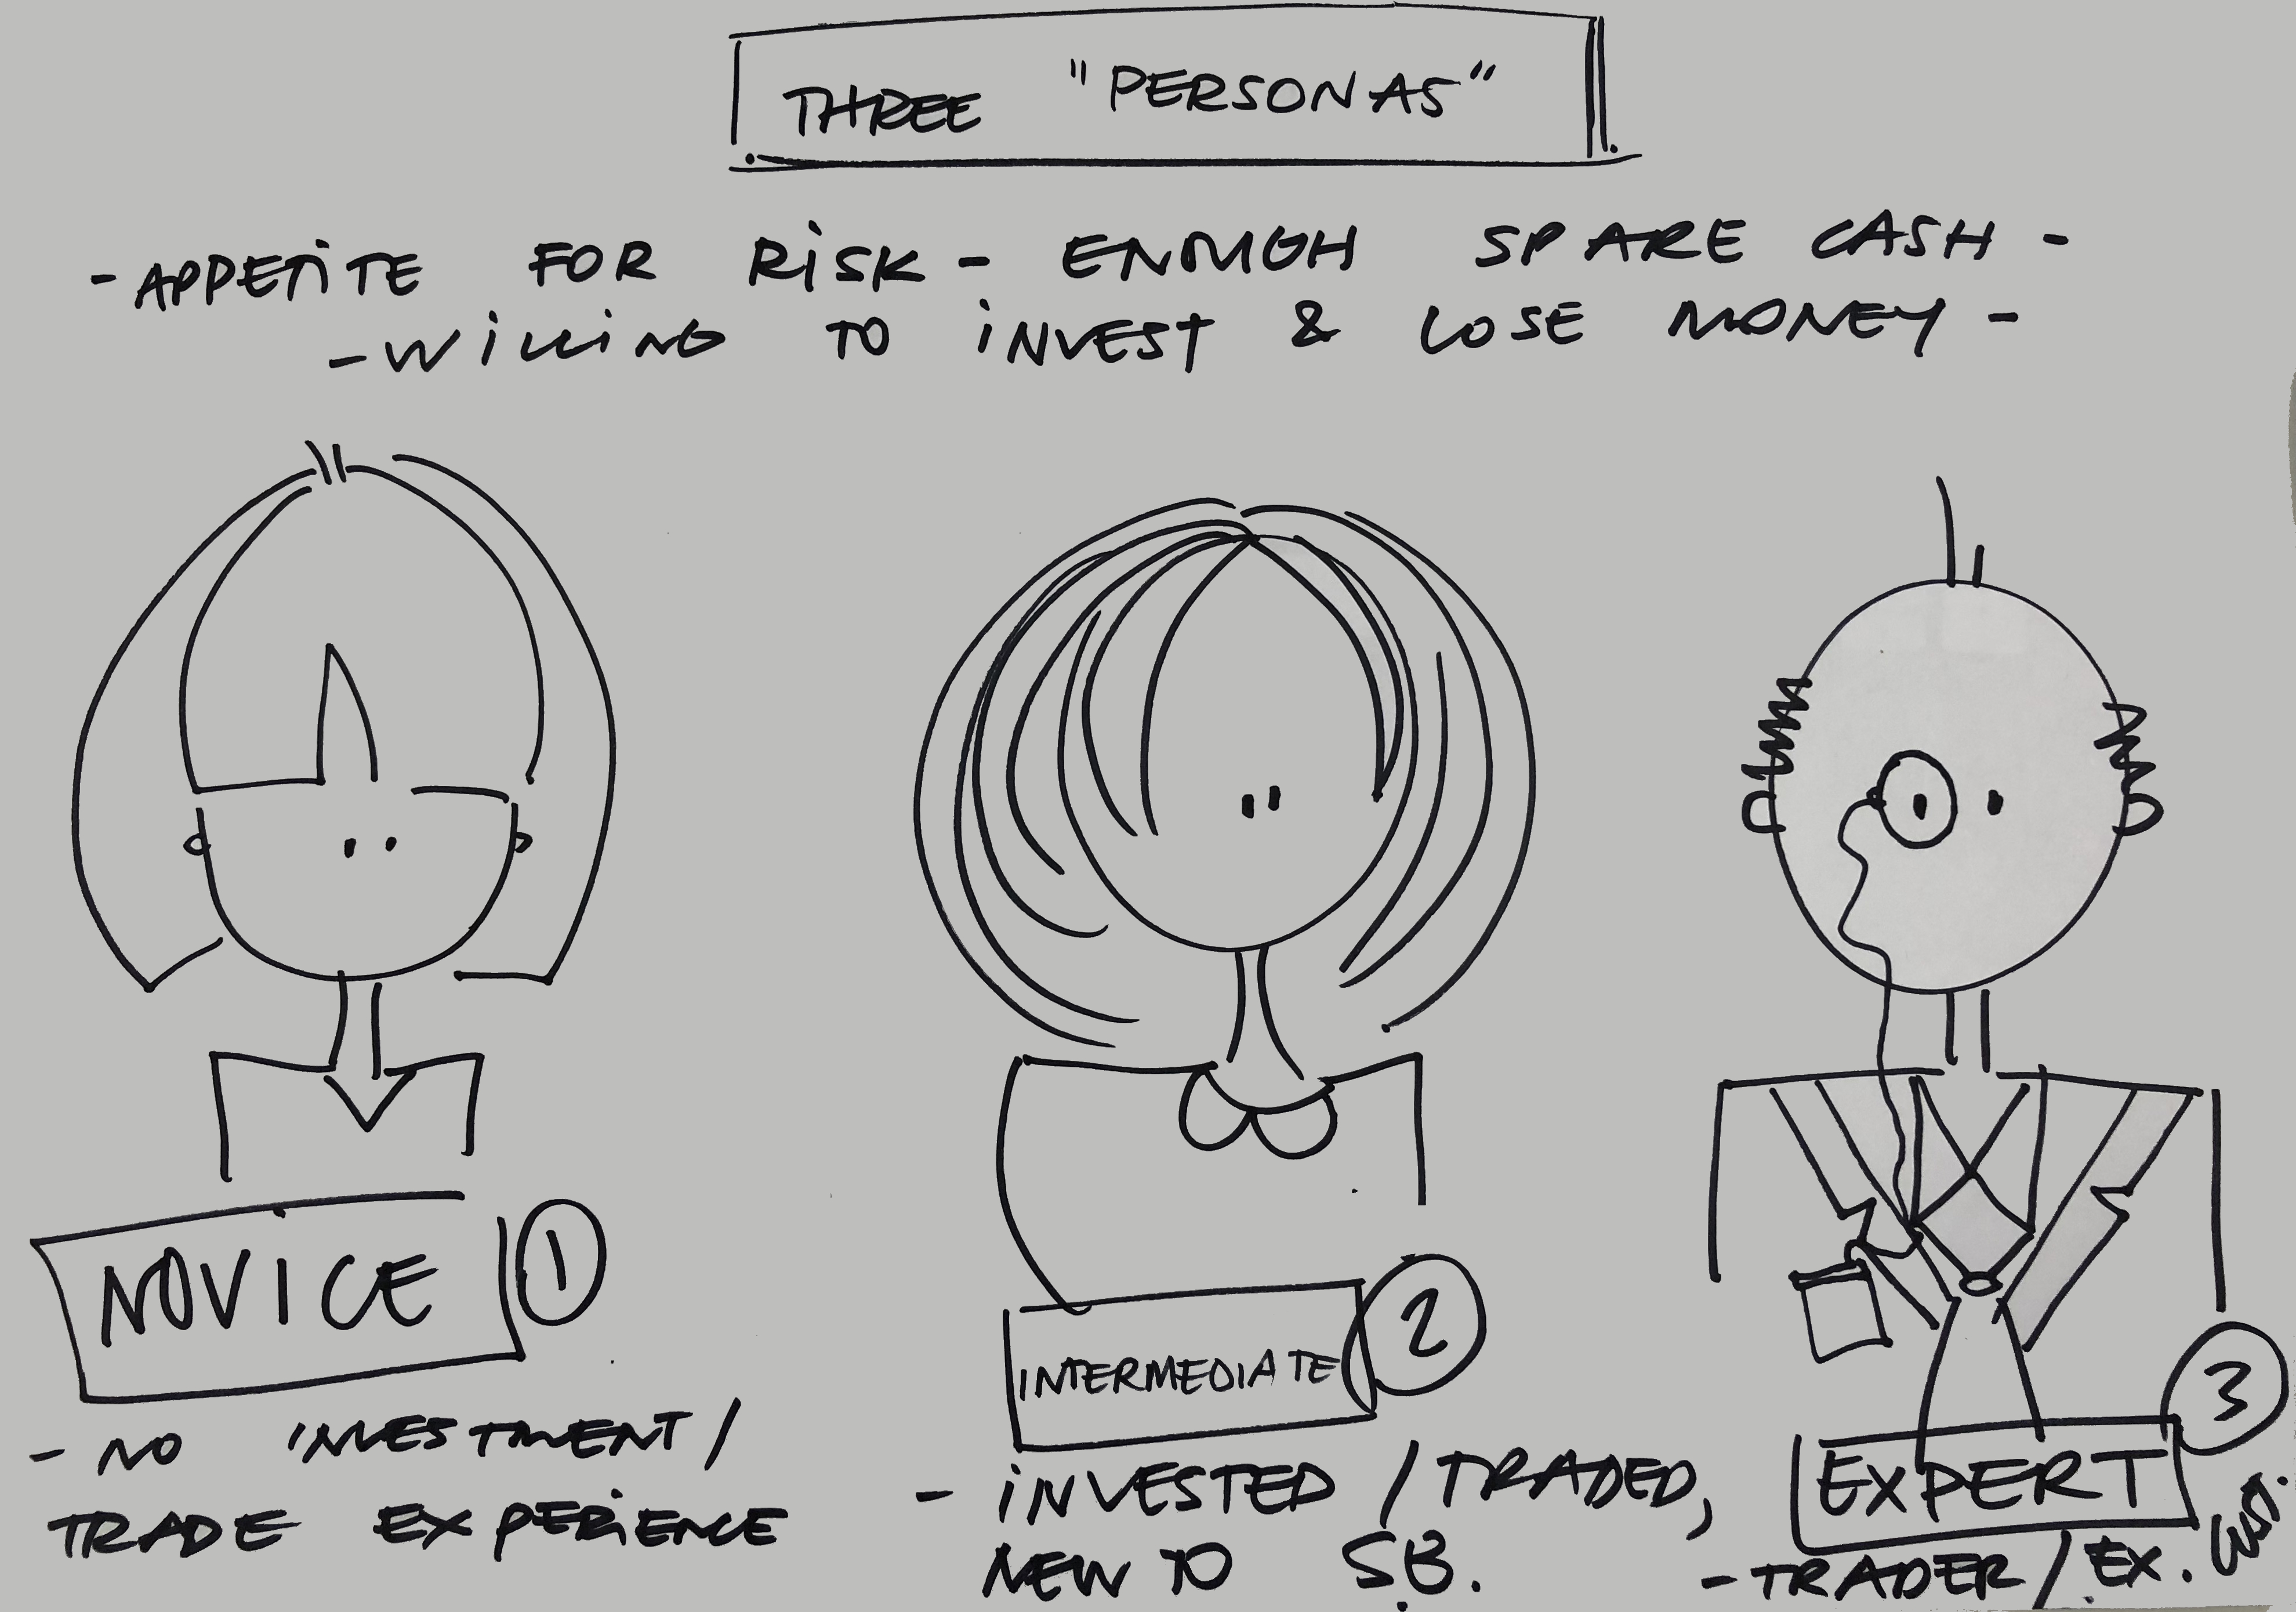 THREE "PERSONAS"
- APPETITE FOR RISK - ENOUGH SPARE CASH -
- WILLING TO INVEST & LOSE MONEY -
NOVICE 1
- NO INVESTMENT/
TRADE EXPERIENCE
INTERMEDIATE 2
- INVESTED / TRADED,
NEW TO S.B.
EXPERT 3
- TRADER / EX.